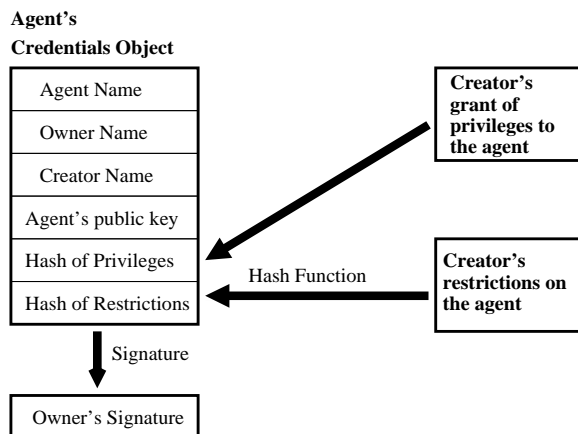 Agent's
Credentials Object
Agent Name
Owner Name
Creator Name
Agent's public key
Hash of Privileges
Hash of Restrictions
Signature
Owner's Signature
Creator's
grant of
privileges to
the agent
Hash Function
Creator's
restrictions on
the agent